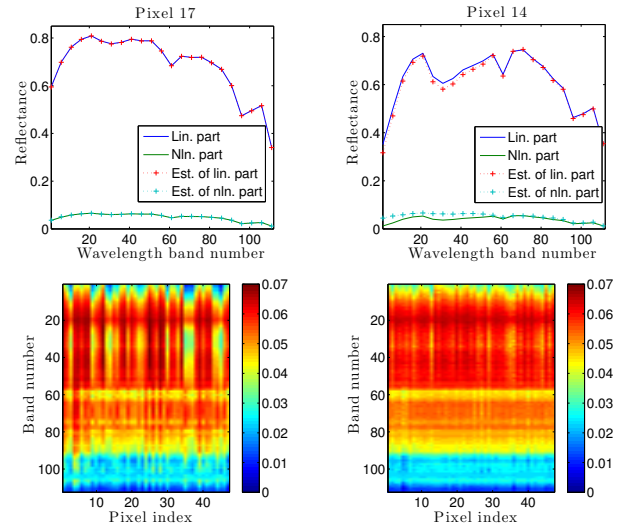 Pixel 17
0.8
0.6
0.4
0.2
0
Reflectance
Lin. part
Nln. part
Est. of lin. part
Est. of nln. part
20 40 60 80 100
Wavelength band number
Pixel 14
0.8
0.6
0.4
0.2
0
Reflectance
Lin. part
Nln. part
Est. of lin. part
Est. of nln. part
20 40 60 80 100
Wavelength band number
20
40
60
80
100
Band number
10 20 30 40
Pixel index
0.07
0.06
0.05
0.04
0.03
0.02
0.01
0
20
40
60
80
100
Band number
10 20 30 40
Pixel index
0.07
0.06
0.05
0.04
0.03
0.02
0.01
0